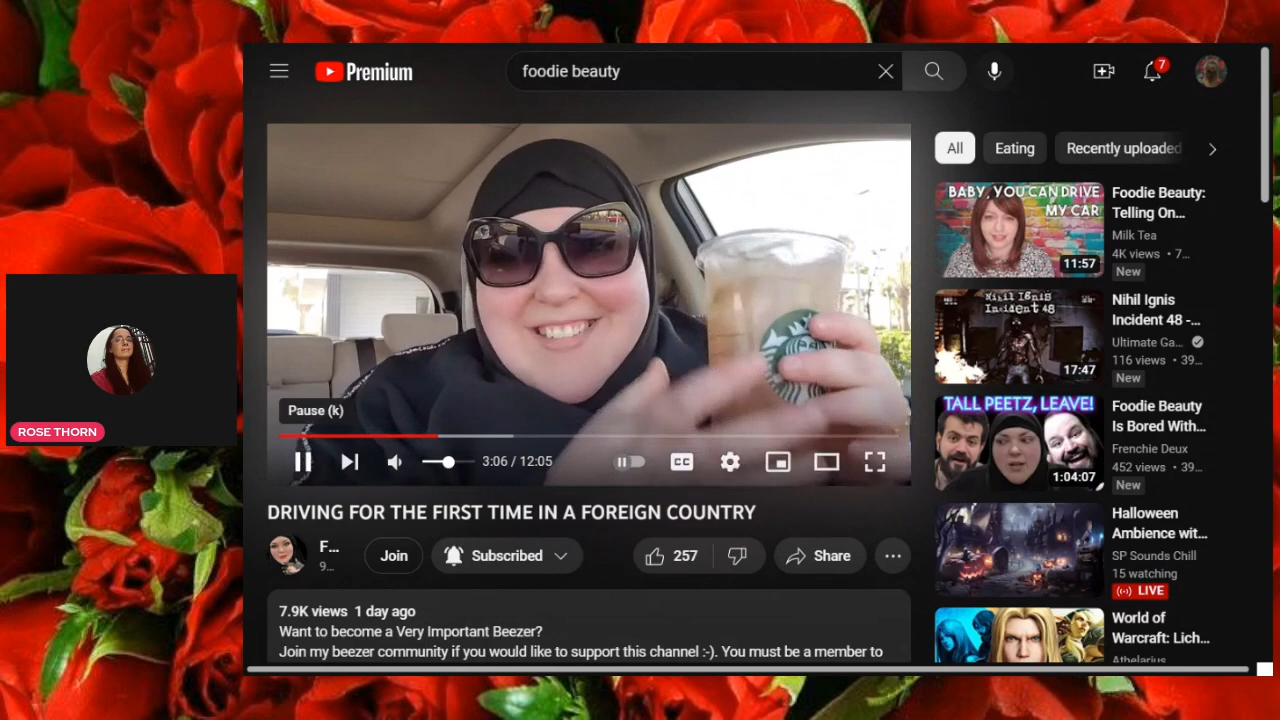 Premium
foodie beauty
7
All
Eating
Recently uploaded
BABY, YOU CAN DRIVE
MY CAR
11:57
Foodie Beauty:
Telling On...
Milk Tea
4K views • 7...
New
Nihil Ignis
Incident 48
17:47
Nihil Ignis
Incident 48 -...
Ultimate Ga...
116 views • 39...
New
TALL PEETZ, LEAVE!
1:04:07
Foodie Beauty
Is Bored With...
Frenchie Deux
452 views • 39...
New
Halloween
Ambience wit...
SP Sounds Chill
15 watching
LIVE
World of
Warcraft: Lich...
Athelarius
ROSE THORN
Pause (k)
3:06 / 12:05
CC
DRIVING FOR THE FIRST TIME IN A FOREIGN COUNTRY
F...
9...
Join
Subscribed
257
Share
7.9K views 1 day ago
Want to become a Very Important Beezer?
Join my beezer community if you would like to support this channel :-). You must be a member to